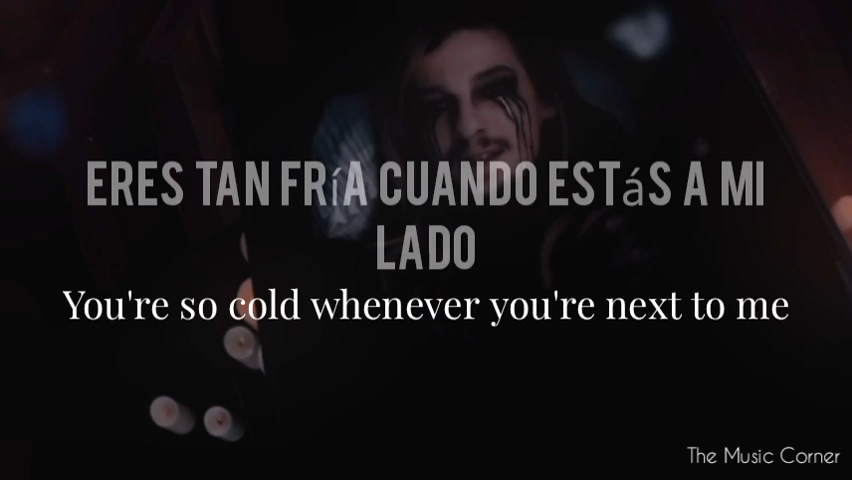 ERES TAN FRíA CUANDO ESTáS A MI
LADO
You're so cold whenever you're next to me
The Music Corner